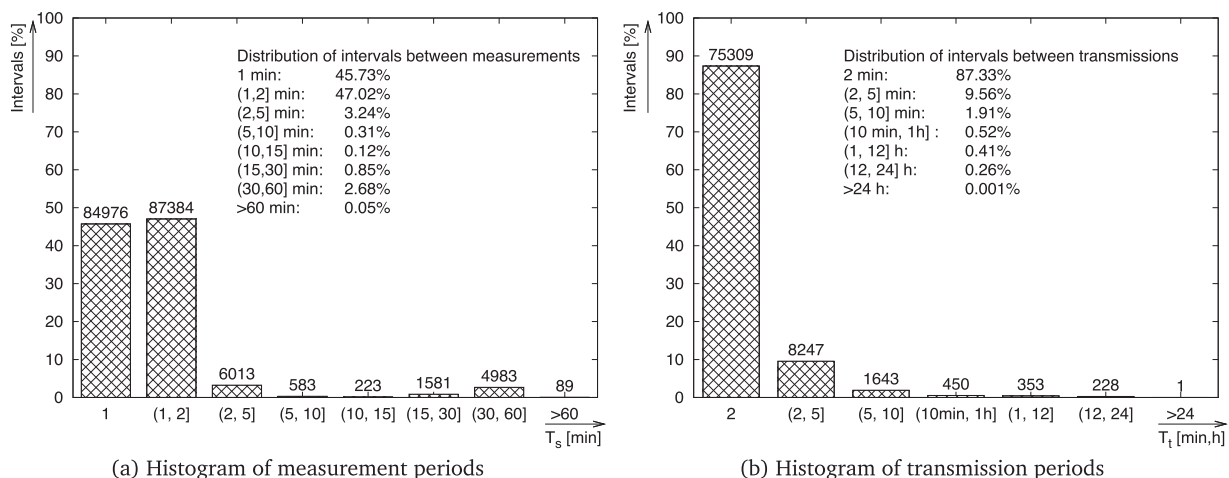 Intervals [%]
100
90
80
70
60
50
40
30
20
10
0
Distribution of intervals between measurements
1 min: 45.73%
(1,2] min: 47.02%
(2,5] min: 3.24%
(5,10] min: 0.31%
(10,15] min: 0.12%
(15,30] min: 0.85%
(30,60] min: 2.68%
>60 min: 0.05%
84976 87384 6013 583 223 1581 4983 89
1 (1, 2] (2, 5] (5, 10] (10, 15] (15, 30] (30, 60] >60
Ts [min]
(a) Histogram of measurement periods
Intervals [%]
100
90
80
70
60
50
40
30
20
10
0
Distribution of intervals between transmissions
2 min: 87.33%
(2, 5] min: 9.56%
(5, 10] min: 1.91%
(10 min, 1h] : 0.52%
(1, 12] h: 0.41%
(12, 24] h: 0.26%
>24 h: 0.001%
75309 8247 1643 450 353 228 1
2 (2, 5] (5, 10] (10min, 1h] (1, 12] (12, 24] >24
Tt [min,h]
(b) Histogram of transmission periods